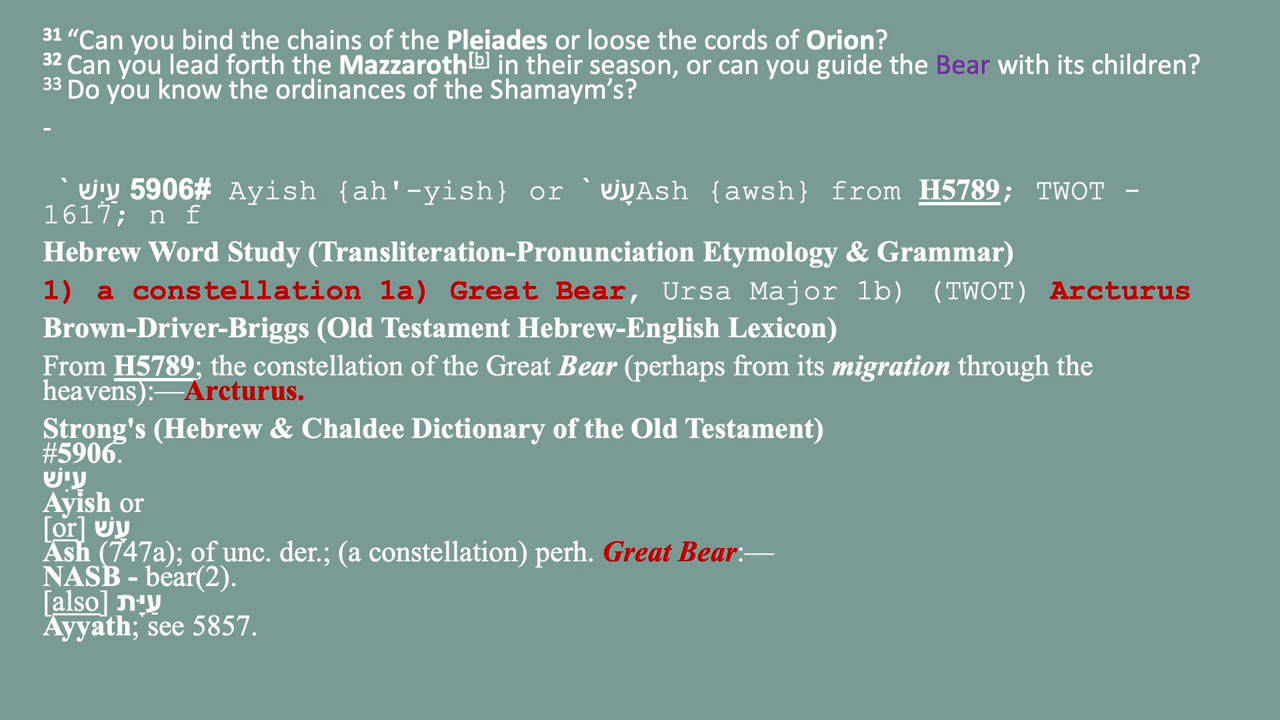 31 “Can you bind the chains of the Pleiades or loose the cords of Orion?
32 Can you lead forth the Mazzaroth[b] in their season, or can you guide the Bear with its children?
33 Do you know the ordinances of the Shamaym’s?
-
` עַיִשׁ 5906# Ayish {ah'-yish} or ` עָשׁAsh {awsh} from H5789; TWOT -
1617; n f
Hebrew Word Study (Transliteration-Pronunciation Etymology & Grammar)
1) a constellation 1a) Great Bear, Ursa Major 1b) (TWOT) Arcturus
Brown-Driver-Briggs (Old Testament Hebrew-English Lexicon)
From H5789; the constellation of the Great Bear (perhaps from its migration through the
heavens):—Arcturus.
Strong's (Hebrew & Chaldee Dictionary of the Old Testament)
#5906.
עַיִשׁ
Ayish or
[or] עָשׁ
Ash (747a); of unc. der.; (a constellation) perh. Great Bear:—
NASB - bear(2).
[also] עַיָּת
Ayyath; see 5857.